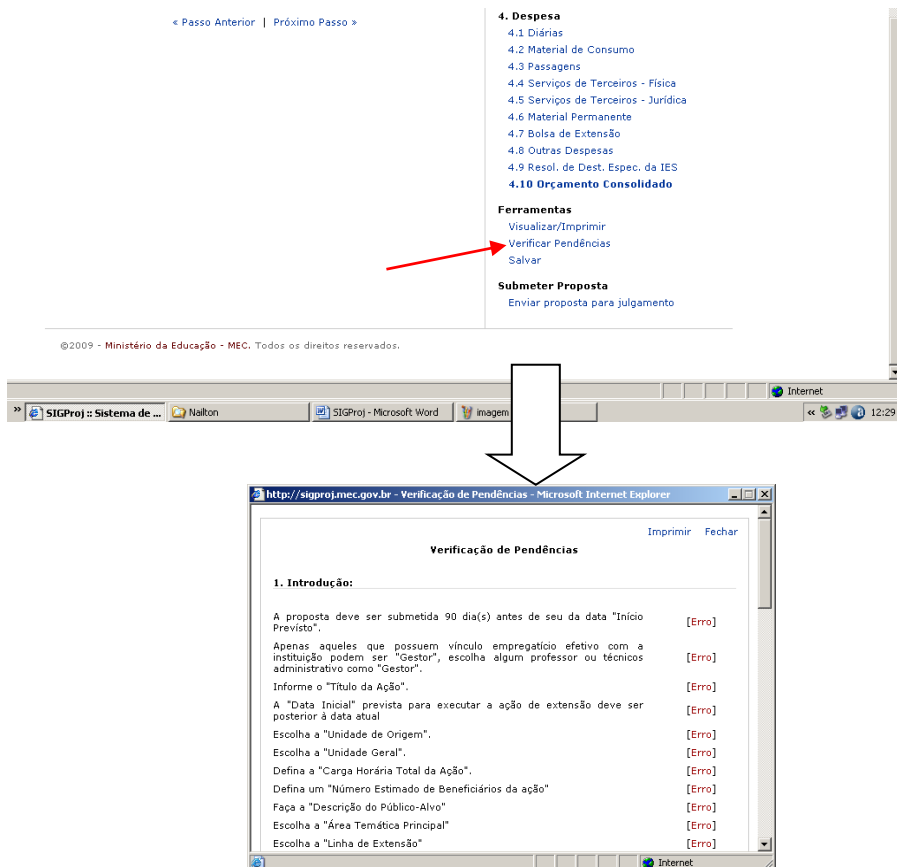 « Passo Anterior | Próximo Passo »
4. Despesa
4.1 Diárias
4.2 Material de Consumo
4.3 Passagens
4.4 Serviços de Terceiros - Física
4.5 Serviços de Terceiros - Jurídica
4.6 Material Permanente
4.7 Bolsa de Extensão
4.8 Outras Despesas
4.9 Resol. de Dest. Espec. da IES
4.10 Orçamento Consolidado
Ferramentas
Visualizar/Imprimir
Verificar Pendências
Salvar
Submeter Proposta
Enviar proposta para julgamento
©2009 - Ministério da Educação - MEC. Todos os direitos reservados.
Internet
» SIGProj :: Sistema de ... Nailton SIGProj - Microsoft Word imagem « 12:29
http://sigproj.mec.gov.br - Verificação de Pendências - Microsoft Internet Explorer
Imprimir Fechar
Verificação de Pendências
1. Introdução:
A proposta deve ser submetida 90 dia(s) antes de seu da data "Início
Previsto". [Erro]
Apenas aqueles que possuem vínculo empregatício efetivo com a
instituição podem ser "Gestor", escolha algum professor ou técnicos [Erro]
administrativo como "Gestor".
Informe o "Título da Ação". [Erro]
A "Data Inicial" prevista para executar a ação de extensão deve ser
posterior à data atual [Erro]
Escolha a "Unidade de Origem". [Erro]
Escolha a "Unidade Geral". [Erro]
Defina a "Carga Horária Total da Ação". [Erro]
Defina um "Número Estimado de Beneficiários da ação" [Erro]
Faça a "Descrição do Público-Alvo" [Erro]
Escolha a "Área Temática Principal" [Erro]
Escolha a "Linha de Extensão" [Erro]
Internet